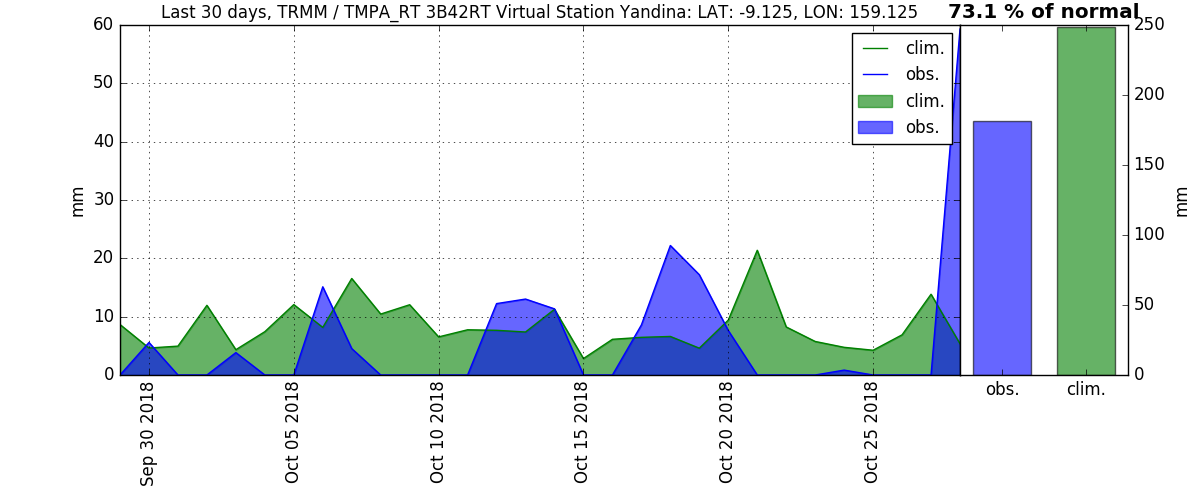 Last 30 days, TRMM / TMPA_RT 3B42RT Virtual Station Yandina: LAT: -9.125, LON: 159.125
73.1 % of normal
clim.
obs.
clim.
obs.
60
50
40
30
20
10
0
mm
250
200
150
100
50
0
mm
Sep 30 2018
Oct 05 2018
Oct 10 2018
Oct 15 2018
Oct 20 2018
Oct 25 2018
obs.
clim.